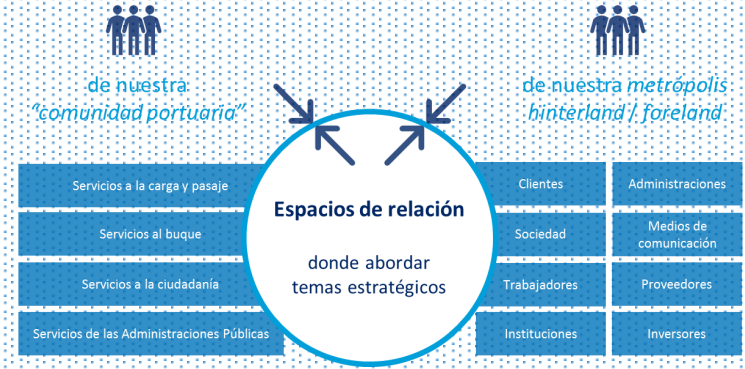 de nuestra
“comunidad portuaria”
de nuestra metrópolis
hinterland / foreland
Servicios a la carga y pasaje
Servicios al buque
Servicios a la ciudadanía
Servicios de las Administraciones Públicas
Espacios de relación
donde abordar
temas estratégicos
Clientes
Administraciones
Sociedad
Medios de
comunicación
Trabajadores
Proveedores
Instituciones
Inversores